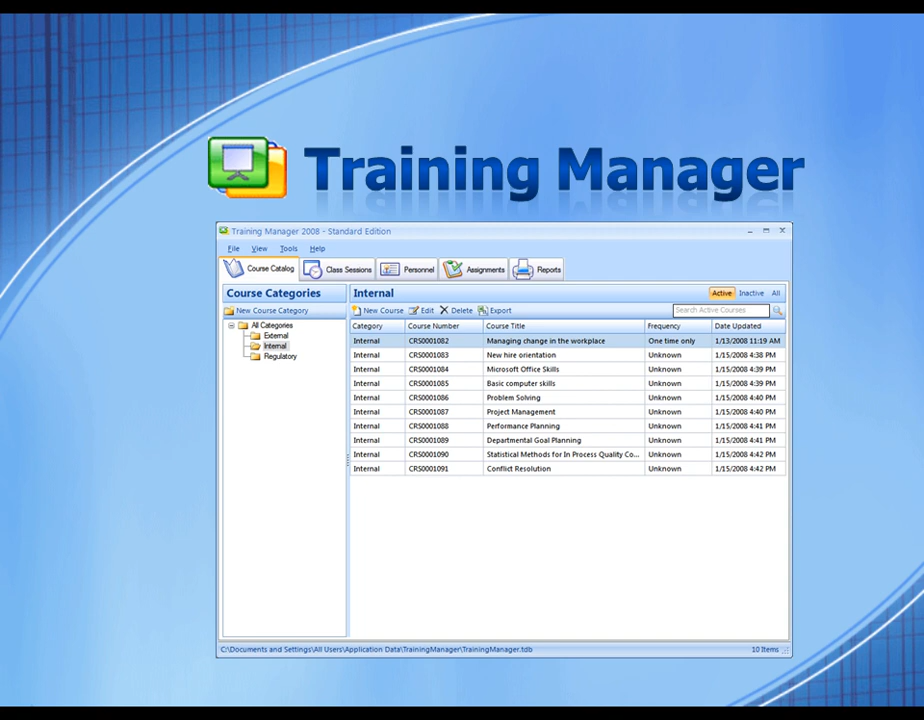 Training Manager
Training Manager 2008 - Standard Edition
File View Tools Help
Course Catalog Class Sessions Personnel Assignments Reports
Course Categories
New Course Category
All Categories
External
Internal
Regulatory
Internal Active Inactive All
New Course Edit Delete Export Search Active Courses
Category Course Number Course Title Frequency Date Updated
Internal CRS0001082 Managing change in the workplace One time only 1/13/2008 11:19 AM
Internal CRS0001083 New hire orientation Unknown 1/15/2008 4:38 PM
Internal CRS0001084 Microsoft Office Skills Unknown 1/15/2008 4:39 PM
Internal CRS0001085 Basic computer skills Unknown 1/15/2008 4:39 PM
Internal CRS0001086 Problem Solving Unknown 1/15/2008 4:40 PM
Internal CRS0001087 Project Management Unknown 1/15/2008 4:40 PM
Internal CRS0001088 Performance Planning Unknown 1/15/2008 4:41 PM
Internal CRS0001089 Departmental Goal Planning Unknown 1/15/2008 4:41 PM
Internal CRS0001090 Statistical Methods for In Process Quality Co... Unknown 1/15/2008 4:42 PM
Internal CRS0001091 Conflict Resolution Unknown 1/15/2008 4:42 PM
C:\Documents and Settings\All Users\Application Data\TrainingManager\TrainingManager.tdb 10 Items